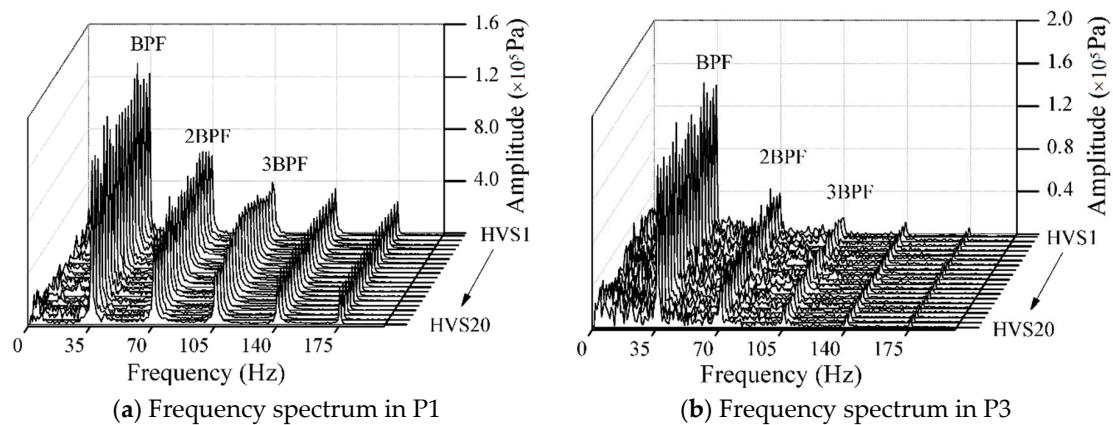 1.6
1.2
8.0
4.0
Amplitude (×10⁵Pa)
BPF
2BPF
3BPF
HVS1
HVS20
0 35 70 105 140 175
Frequency (Hz)
(a) Frequency spectrum in P1
2.0
1.6
1.2
0.8
0.4
Amplitude (×10⁵Pa)
BPF
2BPF
3BPF
HVS1
HVS20
0 35 70 105 140 175
Frequency (Hz)
(b) Frequency spectrum in P3